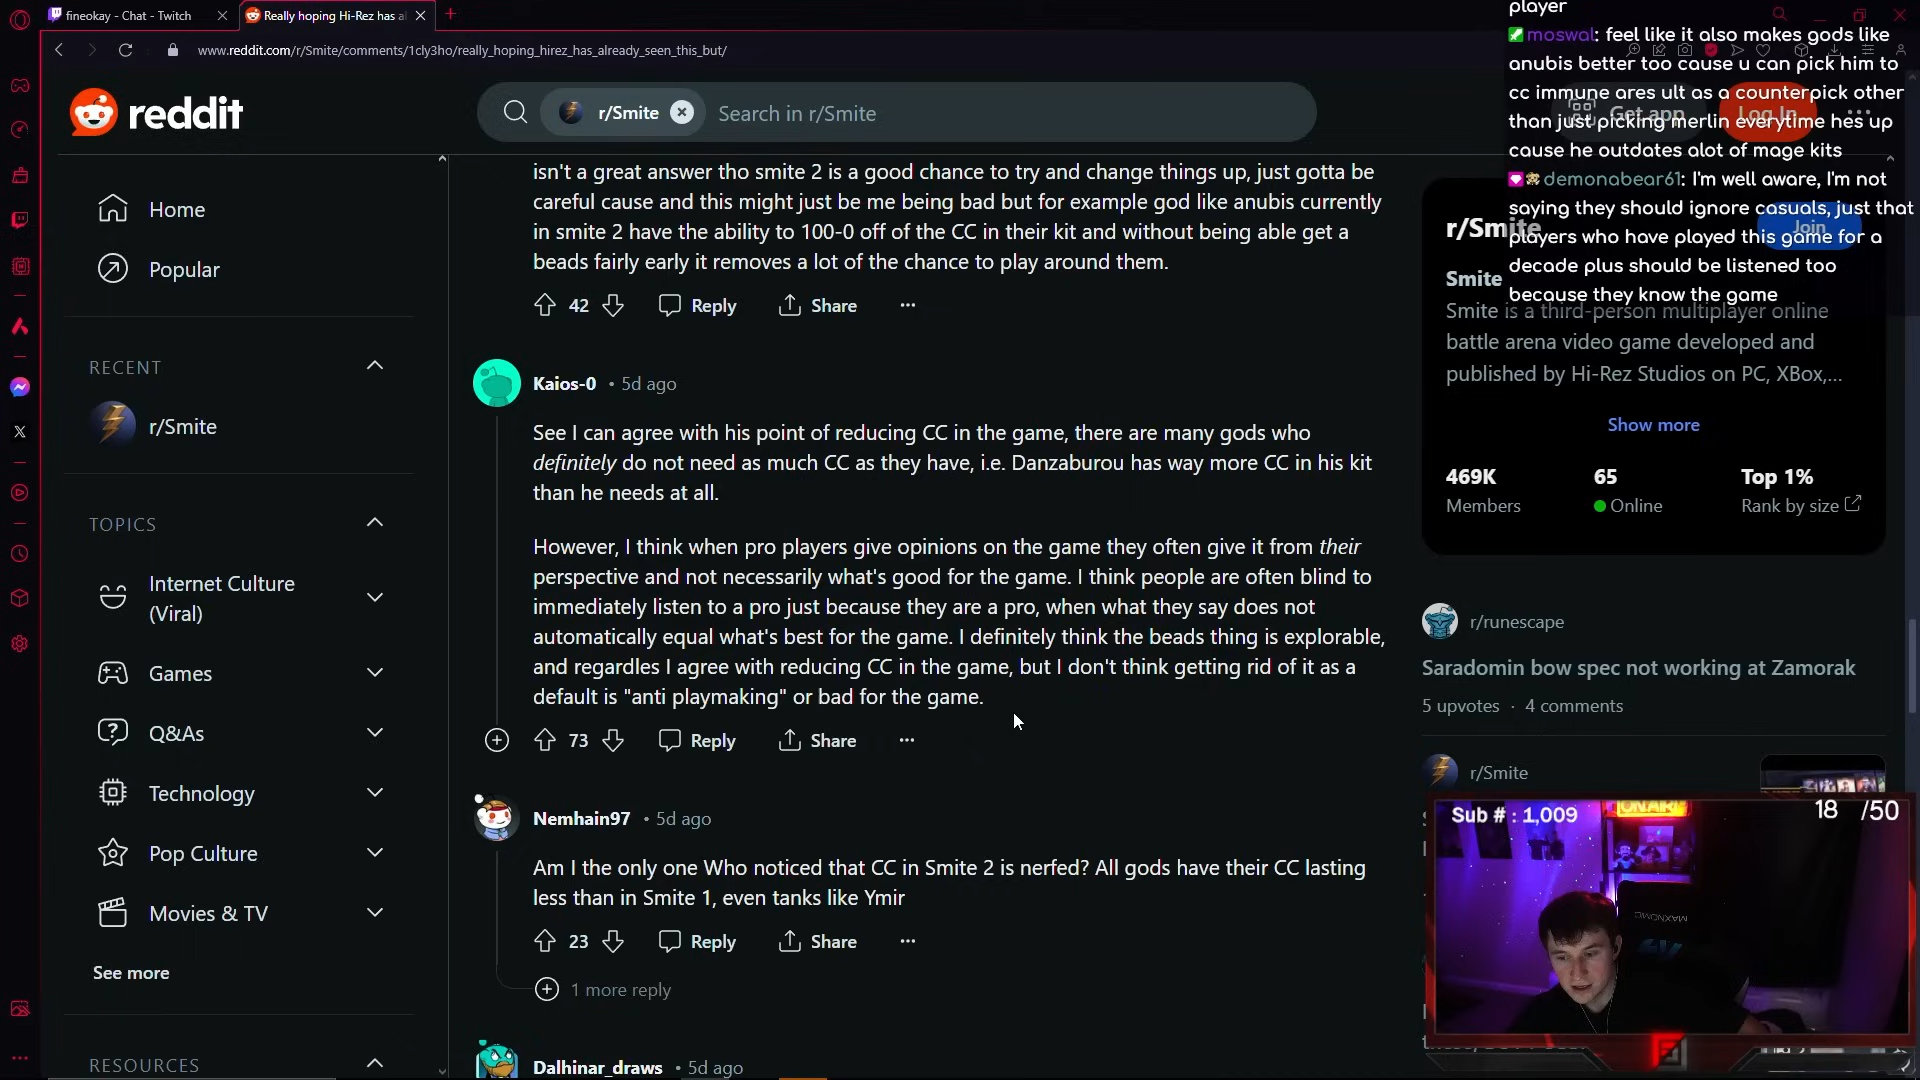 fineokay - Chat - Twitch
Really hoping Hi-Rez has al
www.reddit.com/r/Smite/comments/1cly3ho/really_hoping_hirez_has_already_seen_this_but/
reddit
r/Smite
Search in r/Smite
Get app
Log In
Home
Popular
RECENT
r/Smite
TOPICS
Internet Culture
(Viral)
Games
Q&As
Technology
Pop Culture
Movies & TV
See more
RESOURCES
isn't a great answer tho smite 2 is a good chance to try and change things up, just gotta be
careful cause and this might just be me being bad but for example god like anubis currently
in smite 2 have the ability to 100-0 off of the CC in their kit and without being able get a
beads fairly early it removes a lot of the chance to play around them.
42 Reply Share
Kaios-0 • 5d ago
See I can agree with his point of reducing CC in the game, there are many gods who
definitely do not need as much CC as they have, i.e. Danzaburou has way more CC in his kit
than he needs at all.
However, I think when pro players give opinions on the game they often give it from their
perspective and not necessarily what's good for the game. I think people are often blind to
immediately listen to a pro just because they are a pro, when what they say does not
automatically equal what's best for the game. I definitely think the beads thing is explorable,
and regardles I agree with reducing CC in the game, but I don't think getting rid of it as a
default is "anti playmaking" or bad for the game.
73 Reply Share
Nemhain97 • 5d ago
Am I the only one Who noticed that CC in Smite 2 is nerfed? All gods have their CC lasting
less than in Smite 1, even tanks like Ymir
23 Reply Share
1 more reply
Dalhinar_draws • 5d ago
player
moswal: feel like it also makes gods like
anubis better too cause u can pick him to
cc immune ares ult as a counterpick other
than just picking merlin everytime hes up
cause he outdates alot of mage kits
demonabear61: I'm well aware, I'm not
saying they should ignore casuals, just that
players who have played this game for a
decade plus should be listened too
because they know the game
r/Smite
Join
Smite
Smite is a third-person multiplayer online
battle arena video game developed and
published by Hi-Rez Studios on PC, XBox,...
Show more
469K
Members
65
Online
Top 1%
Rank by size
r/runescape
Saradomin bow spec not working at Zamorak
5 upvotes · 4 comments
r/Smite
Sub # : 1,009
18 /50
ON AIR
MAXNOMIC